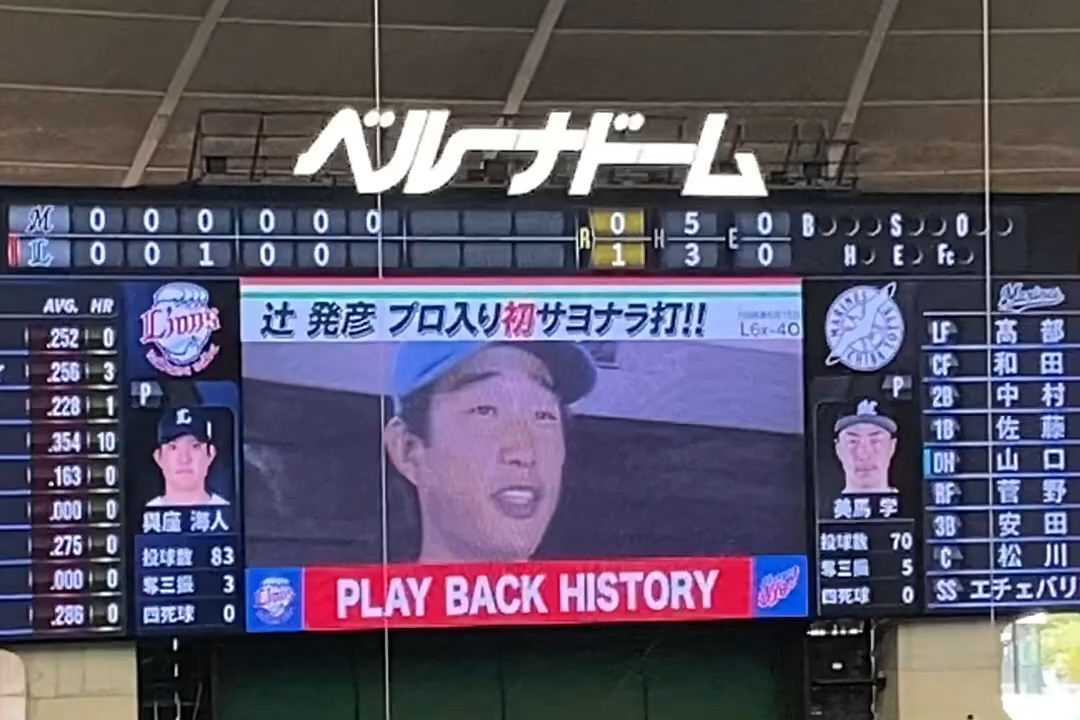 ベルーナドーム
M 0 0 0 0 0 0 R 0 H 5 E 0 B S O
L 0 0 1 0 0 1 3 0 H E Fc
AVG. HR
.252 0
.256 3
.228 1
.354 10
.163 0
.000 0
.275 0
.000 0
.286 0
Lions
P
L
與座 海人
投球数 83
奪三振 3
四死球 0
辻 発彦 プロ入り初サヨナラ打!!
L6x-4O
PLAY BACK HISTORY
MARINES
CHIBA LOTTE
P
美馬 学
投球数 70
奪三振 5
四死球 0
Marines
LF 高部
CF 和田
2B 中村
1B 佐藤
DH 山口
RF 菅野
3B 安田
C 松川
SS エチェバリ